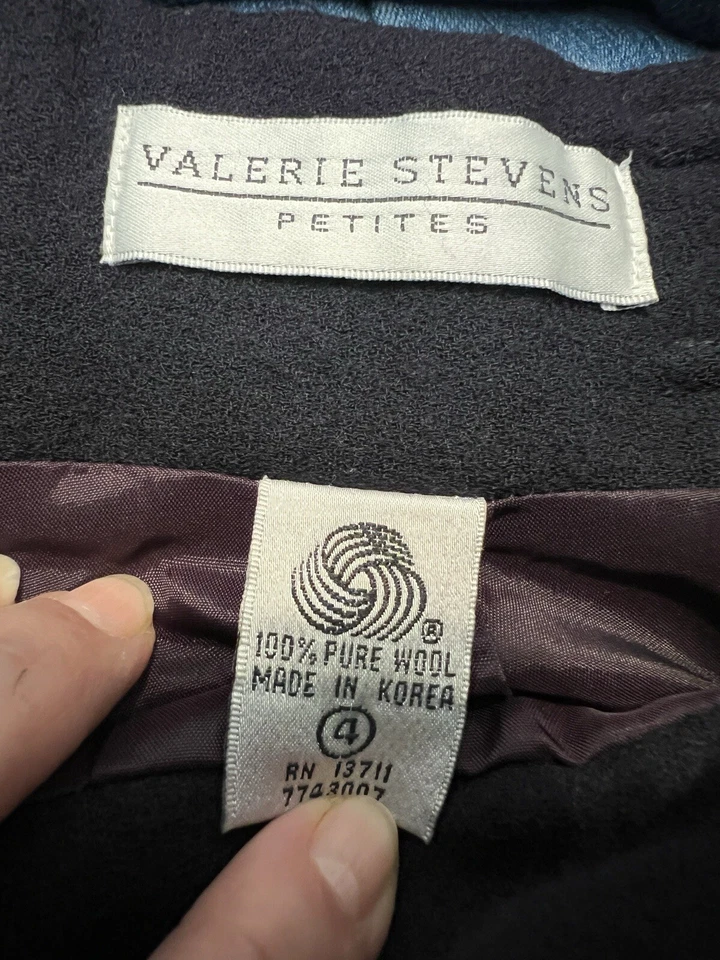 VALERIE STEVENS
PETITES
®
100% PURE WOOL
MADE IN KOREA
4
RN 13711